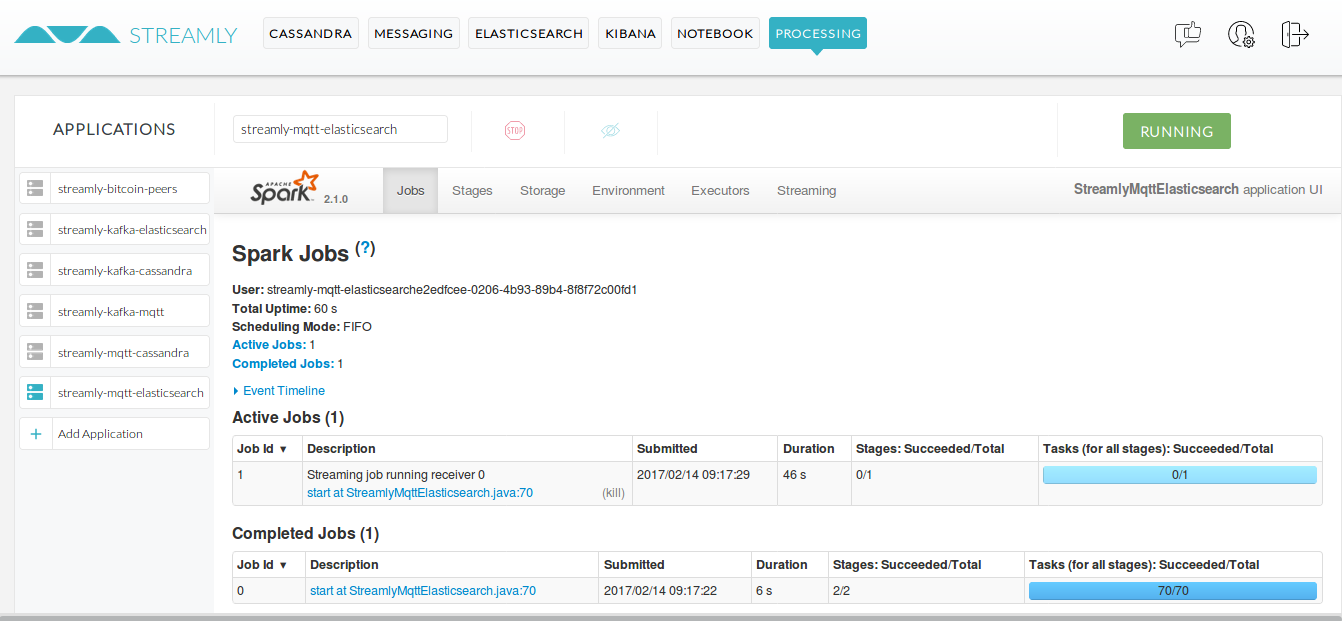 STREAMLY
CASSANDRA
MESSAGING
ELASTICSEARCH
KIBANA
NOTEBOOK
PROCESSING
APPLICATIONS
streamly-mqtt-elasticsearch
STOP
RUNNING
streamly-bitcoin-peers
streamly-kafka-elasticsearch
streamly-kafka-cassandra
streamly-kafka-mqtt
streamly-mqtt-cassandra
streamly-mqtt-elasticsearch
+ Add Application
APACHE
Spark 2.1.0
Jobs
Stages
Storage
Environment
Executors
Streaming
StreamlyMqttElasticsearch application UI
Spark Jobs (?)
User: streamly-mqtt-elasticsearche2edfcee-0206-4b93-89b4-8f8f72c00fd1
Total Uptime: 60 s
Scheduling Mode: FIFO
Active Jobs: 1
Completed Jobs: 1
Event Timeline
Active Jobs (1)
Job Id ▾ Description Submitted Duration Stages: Succeeded/Total Tasks (for all stages): Succeeded/Total
1 Streaming job running receiver 0 2017/02/14 09:17:29 46 s 0/1 0/1
start at StreamlyMqttElasticsearch.java:70 (kill)
Completed Jobs (1)
Job Id ▾ Description Submitted Duration Stages: Succeeded/Total Tasks (for all stages): Succeeded/Total
0 start at StreamlyMqttElasticsearch.java:70 2017/02/14 09:17:22 6 s 2/2 70/70